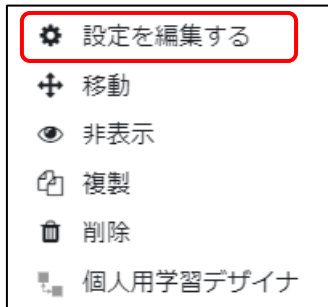 設定を編集する
移動
非表示
複製
削除
個人用学習デザイナ